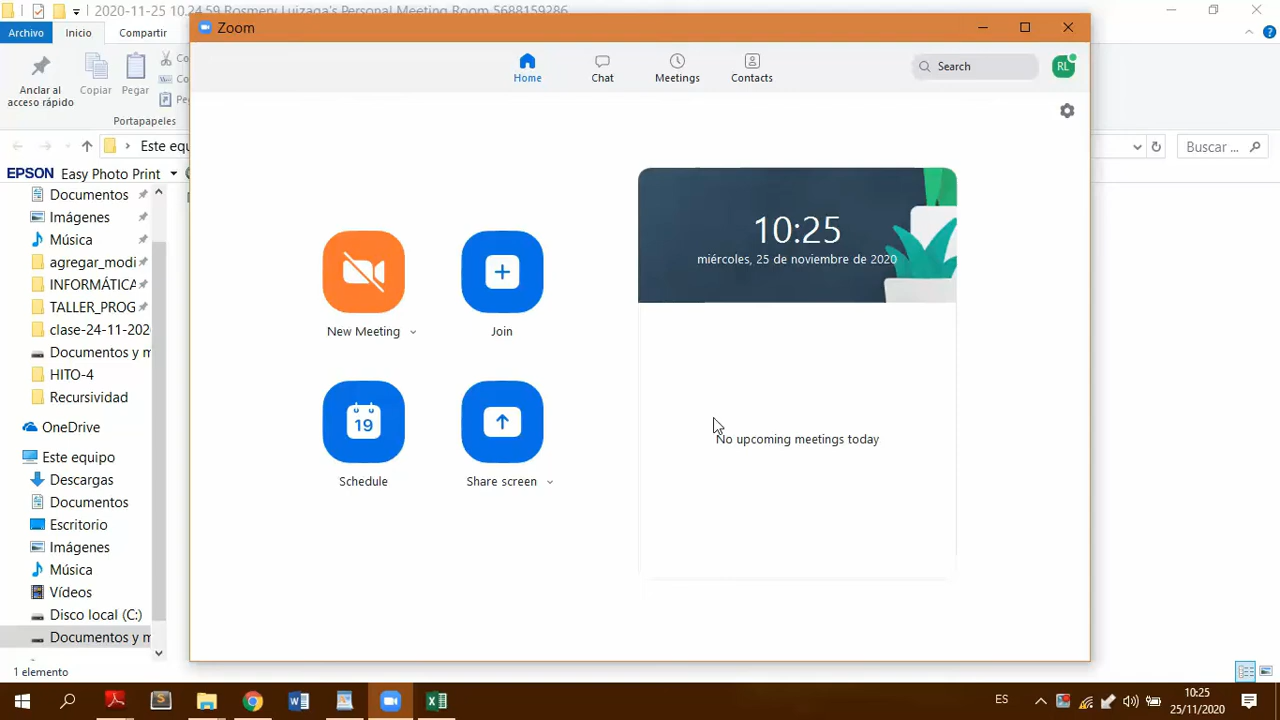 2020-11-25 10.24.59 Rosmery Luizaga's Personal Meeting Room 5688159286
Zoom
Archivo
Inicio
Compartir
Home
Chat
Meetings
Contacts
Search
RL
Anclar al
acceso rápido
Copiar
Pegar
Portapapeles
Este equ
Buscar ...
EPSON
Easy Photo Print
Documentos
Imágenes
Música
agregar_modi
INFORMÁTICA
TALLER_PROG
clase-24-11-202
Documentos y m
HITO-4
Recursividad
OneDrive
Este equipo
Descargas
Documentos
Escritorio
Imágenes
Música
Vídeos
Disco local (C:)
Documentos y m
1 elemento
10:25
miércoles, 25 de noviembre de 2020
New Meeting
Join
19
Schedule
Share screen
No upcoming meetings today
ES
10:25
25/11/2020